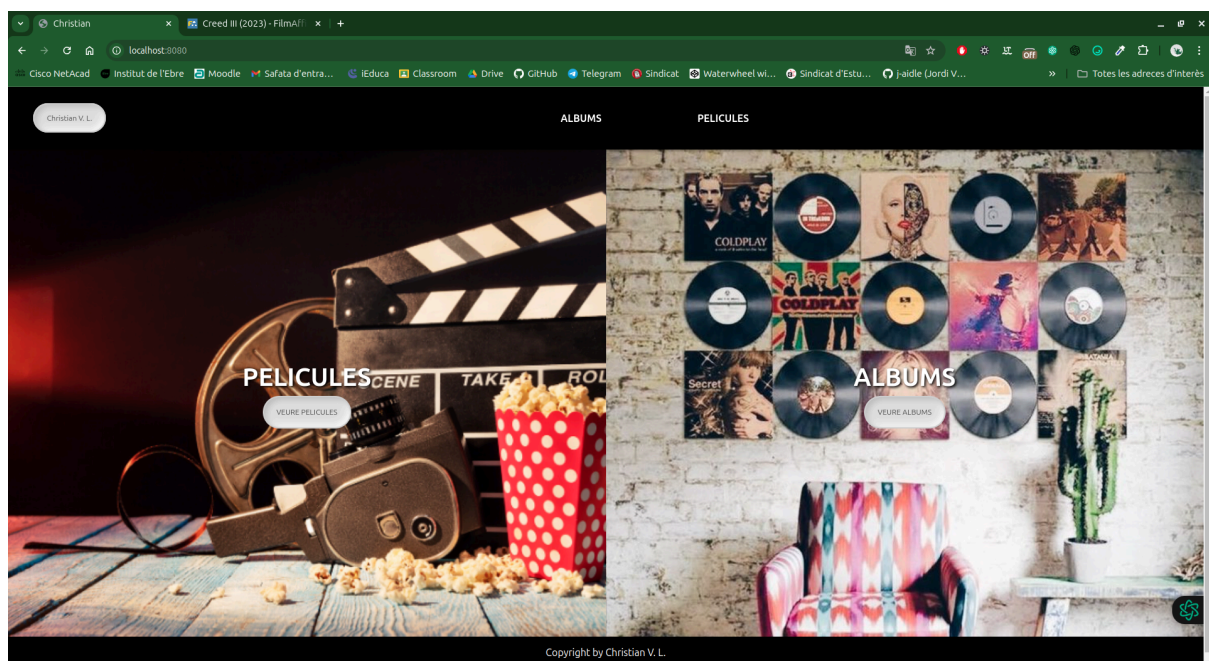 Christian
Creed III (2023) - FilmAff
localhost:8080
Cisco NetAcad Institut de l'Ebre Moodle Safata d'entra... iEduca Classroom Drive GitHub Telegram Sindicat Waterwheel wi... Sindicat d'Estu... j-aidle (Jordi V... » Totes les adreces d'interès
Off
Christian V. L.
ALBUMS
PELICULES
COLDPLAY
COLDPLAY
SCENE TAKE ROL
PELICULES
VEURE PELICULES
Secret
ALBUMS
VEURE ALBUMS
Copyright by Christian V. L.